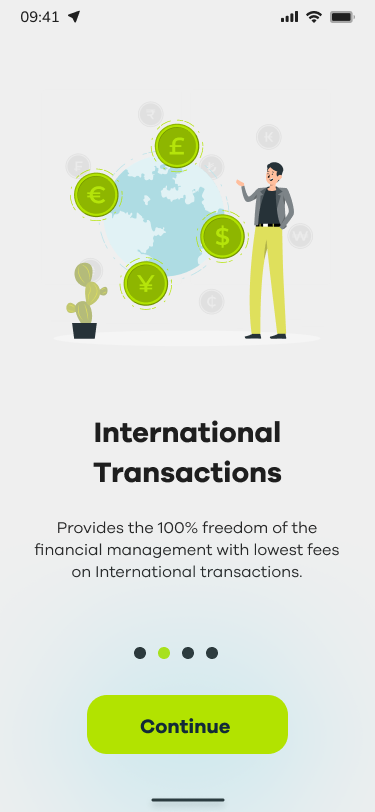 09:41
£
€
$
¥
International
Transactions
Provides the 100% freedom of the
financial management with lowest fees
on International transactions.
Continue